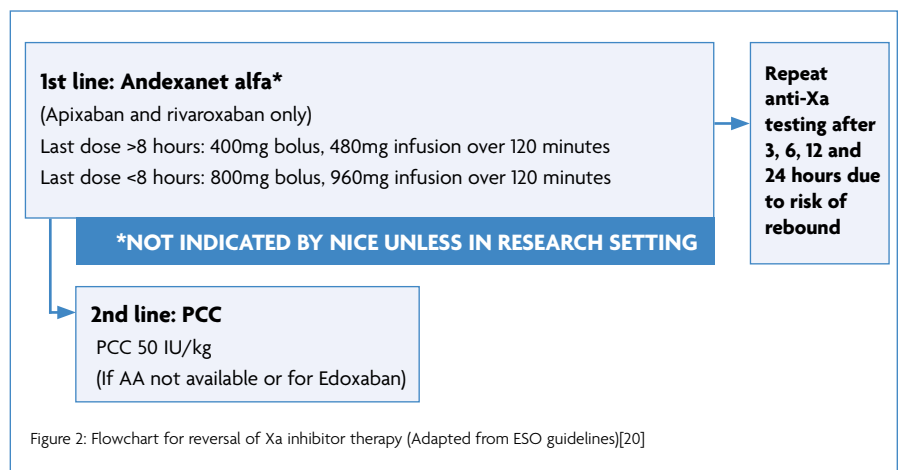 1st line: Andexanet alfa*
(Apixaban and rivaroxaban only)
Last dose >8 hours: 400mg bolus, 480mg infusion over 120 minutes
Last dose <8 hours: 800mg bolus, 960mg infusion over 120 minutes
*NOT INDICATED BY NICE UNLESS IN RESEARCH SETTING
Repeat
anti-Xa
testing after
3, 6, 12 and
24 hours due
to risk of
rebound
2nd line: PCC
PCC 50 IU/kg
(If AA not available or for Edoxaban)
Figure 2: Flowchart for reversal of Xa inhibitor therapy (Adapted from ESO guidelines)[20]